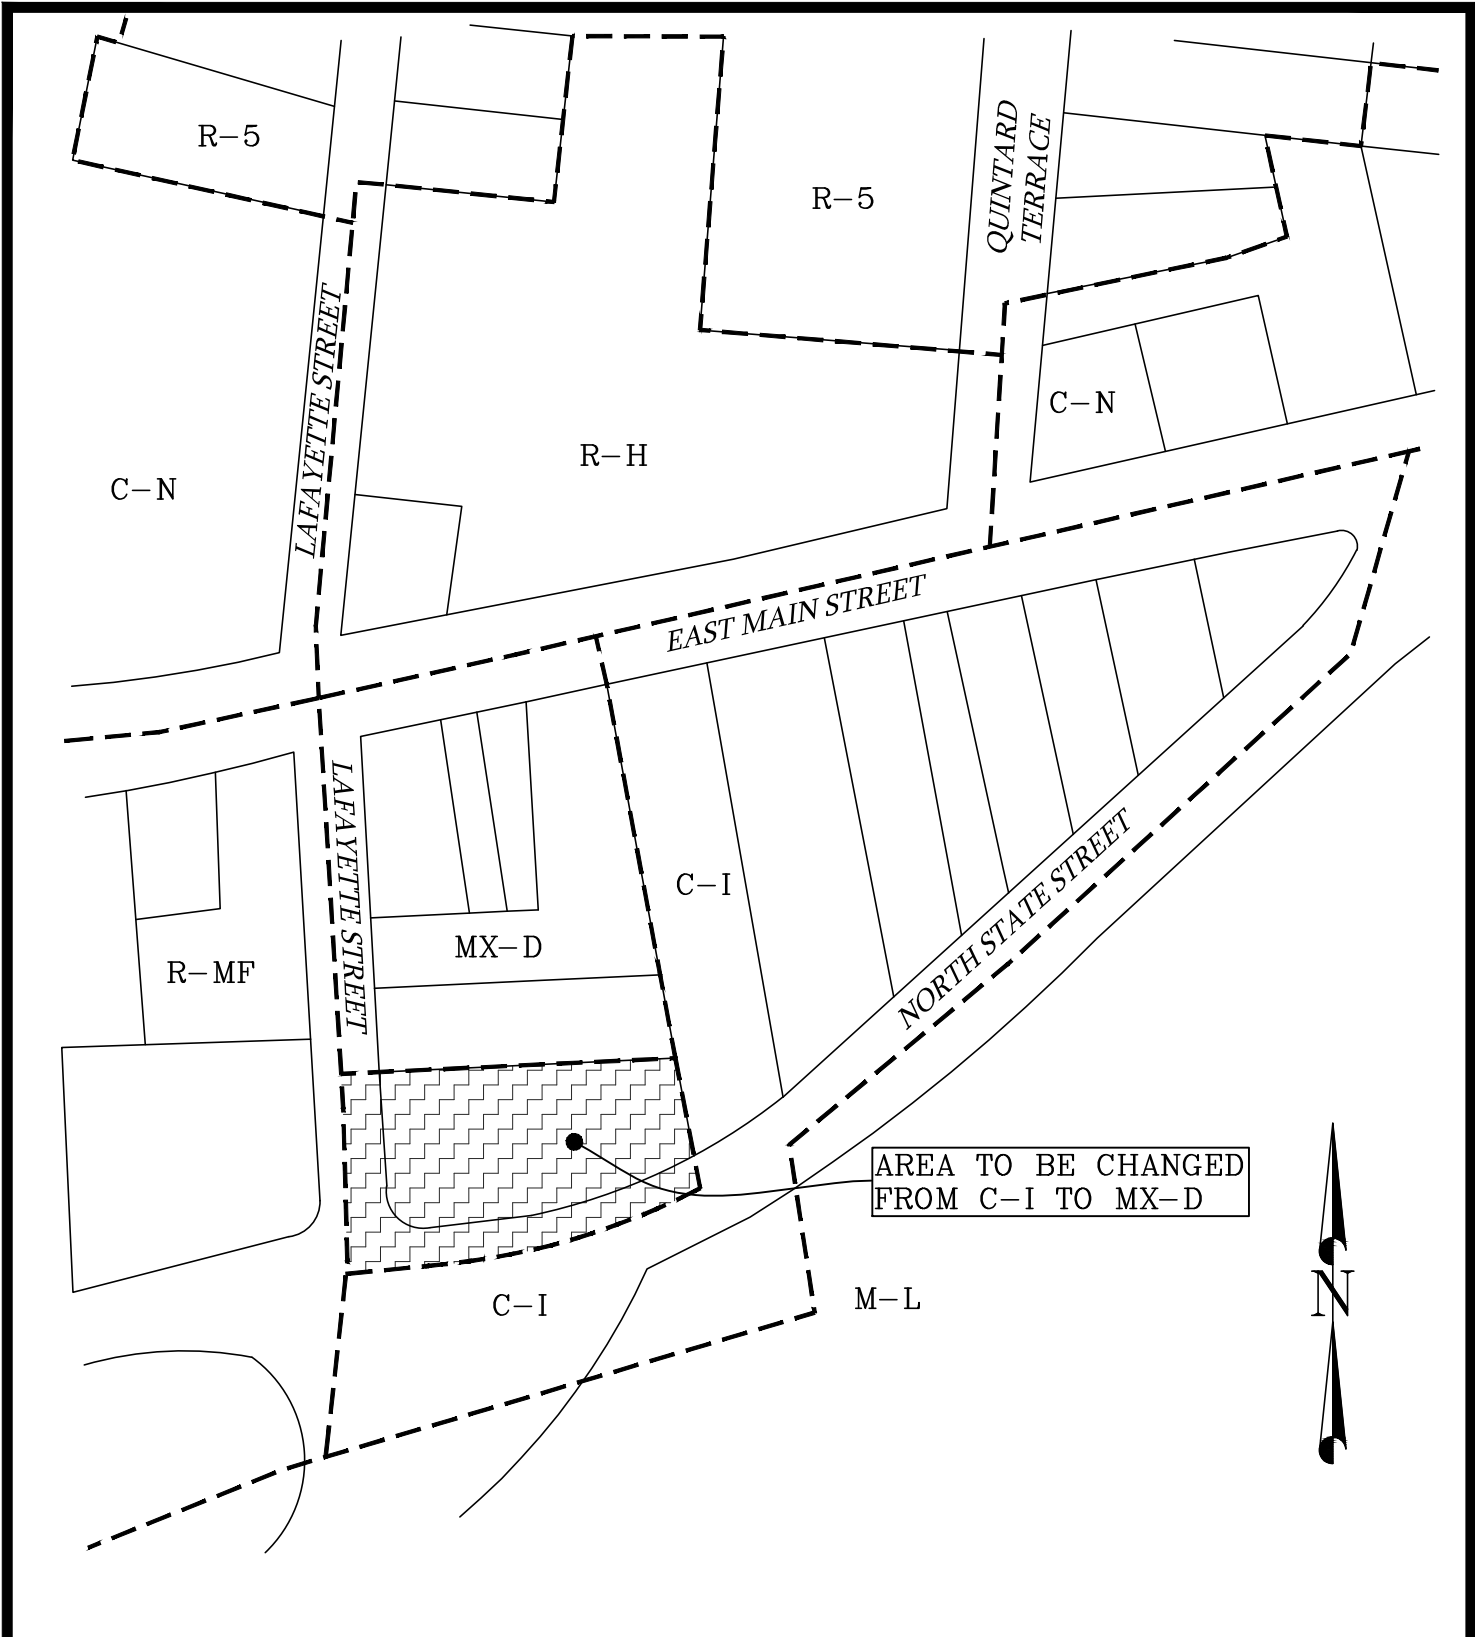 R-5
QUINTARD
TERRACE
R-5
LAFAYETTE STREET
C-N
R-H
C-N
EAST MAIN STREET
LAFAYETTE STREET
C-I
MX-D
R-MF
NORTH STATE STREET
AREA TO BE CHANGED
FROM C-I TO MX-D
C-I
M-L
N